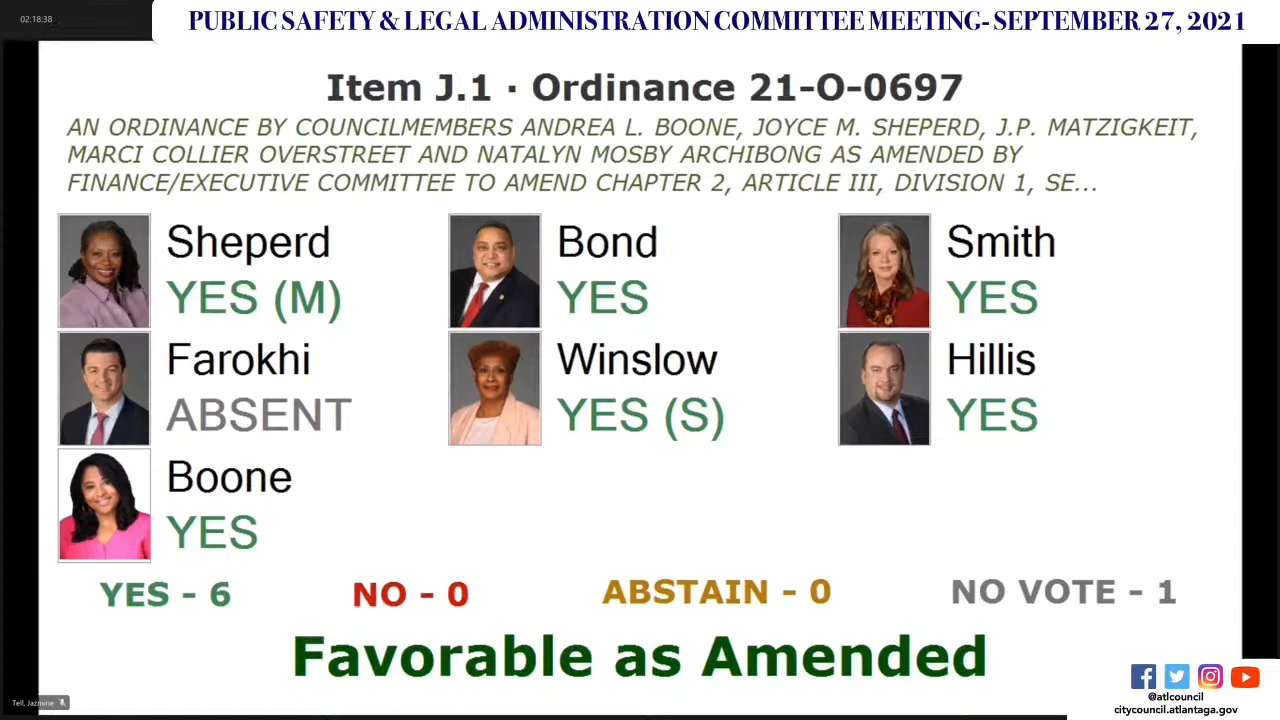 02:18:38
PUBLIC SAFETY & LEGAL ADMINISTRATION COMMITTEE MEETING- SEPTEMBER 27, 2021
Item J.1 · Ordinance 21-O-0697
AN ORDINANCE BY COUNCILMEMBERS ANDREA L. BOONE, JOYCE M. SHEPERD, J.P. MATZIGKEIT,
MARCI COLLIER OVERSTREET AND NATALYN MOSBY ARCHIBONG AS AMENDED BY
FINANCE/EXECUTIVE COMMITTEE TO AMEND CHAPTER 2, ARTICLE III, DIVISION 1, SE...
Sheperd
YES (M)
Bond
YES
Smith
YES
Farokhi
ABSENT
Winslow
YES (S)
Hillis
YES
Boone
YES
YES - 6 NO - 0 ABSTAIN - 0 NO VOTE - 1
Favorable as Amended
Tell, Jazmine
@atlcouncil
citycouncil.atlantaga.gov